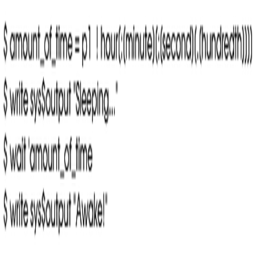 $ amount_of_time = p1 ! hour(:(minute)(:(second)(.(hundredth))))
$ write sys$output "Sleeping..."
$ wait 'amount_of_time
$ write sys$output "Awake!"